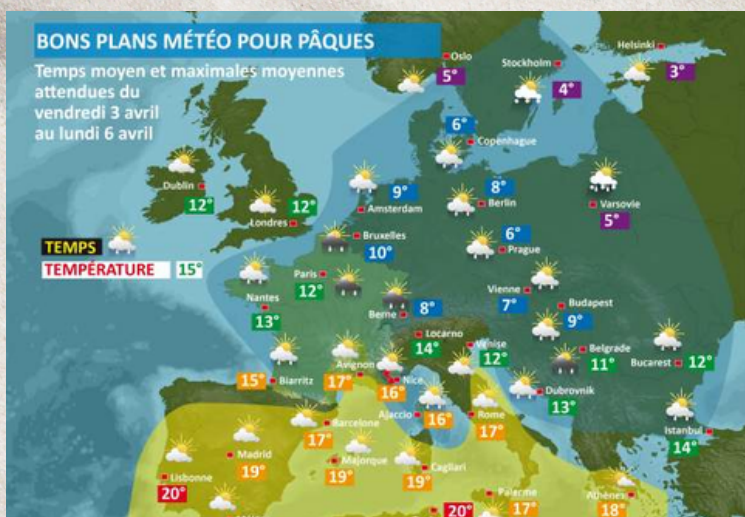 BONS PLANS MÉTÉO POUR PÂQUES
Temps moyen et maximales moyennes
attendues du
vendredi 3 avril
au lundi 6 avril
Oslo
5°
Stockholm
4°
Helsinki
3°
6°
Copenhague
Dublin
12°
Londres
12°
9°
Amsterdam
8°
Berlin
Varsovie
5°
TEMPS
TEMPÉRATURE 15°
Bruxelles
10°
6°
Prague
Paris
12°
Nantes
13°
Berne
8°
Vienne
7°
Budapest
9°
Locarno
14°
Venise
12°
Belgrade
11°
Bucarest
12°
15°
Biarritz
Avignon
17°
Nice
16°
Ajaccio
16°
Rome
17°
Dubrovnik
13°
Istanbul
14°
Barcelone
17°
Madrid
19°
Majorque
19°
Cagliari
19°
Lisbonne
20°
20°
Palerme
17°
Athènes
18°